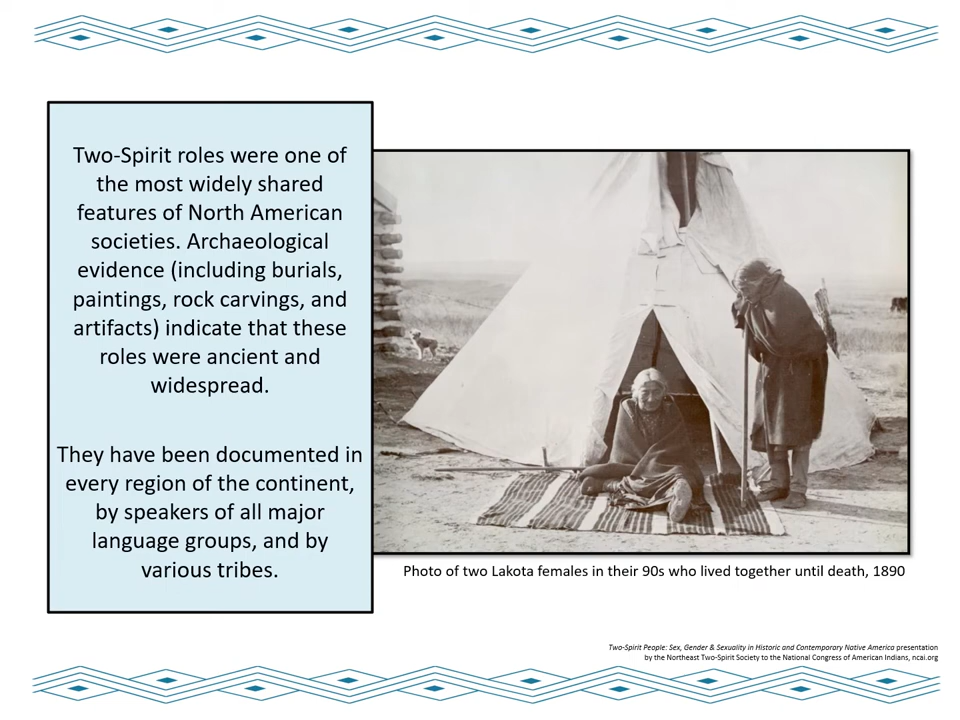 Two-Spirit roles were one of
the most widely shared
features of North American
societies. Archaeological
evidence (including burials,
paintings, rock carvings, and
artifacts) indicate that these
roles were ancient and
widespread.
They have been documented in
every region of the continent,
by speakers of all major
language groups, and by
various tribes.
Photo of two Lakota females in their 90s who lived together until death, 1890
Two-Spirit People: Sex, Gender & Sexuality in Historic and Contemporary Native America presentation
by the Northeast Two-Spirit Society to the National Congress of American Indians, ncai.org